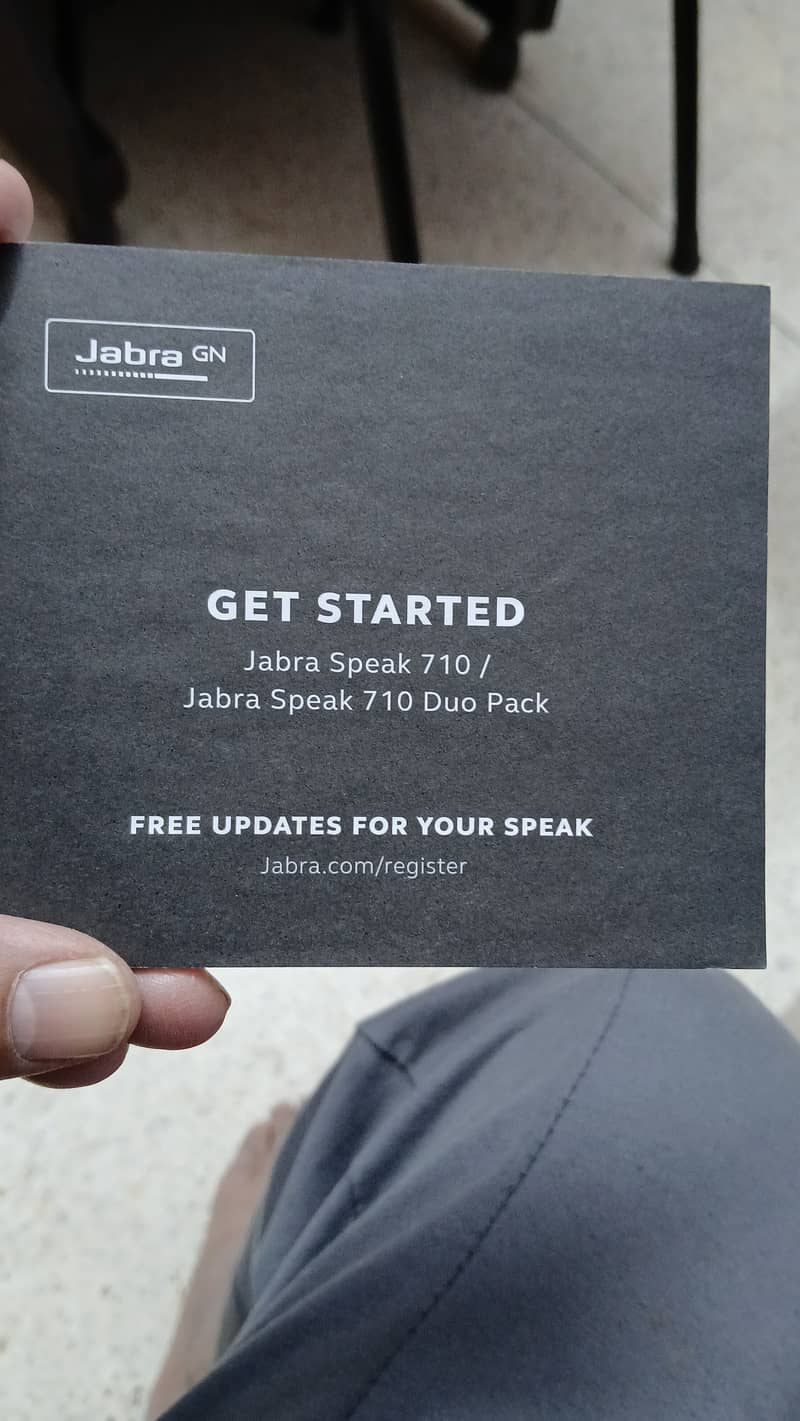 Jabra GN
GET STARTED
Jabra Speak 710 /
Jabra Speak 710 Duo Pack
FREE UPDATES FOR YOUR SPEAK
Jabra.com/register